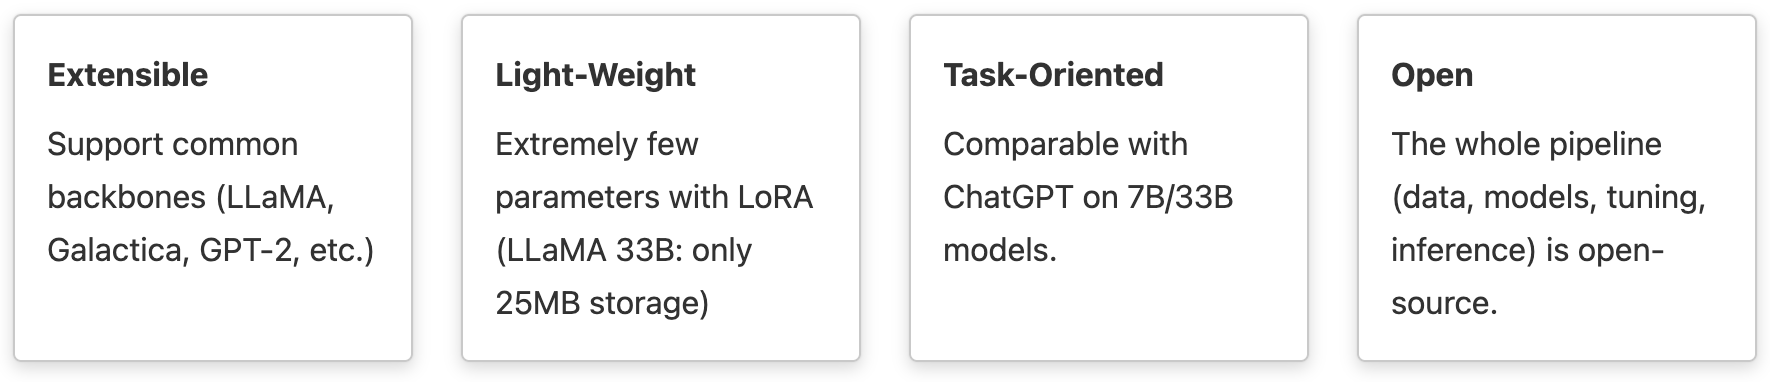 Extensible
Support common
backbones (LLaMA,
Galactica, GPT-2, etc.)
Light-Weight
Extremely few
parameters with LoRA
(LLaMA 33B: only
25MB storage)
Task-Oriented
Comparable with
ChatGPT on 7B/33B
models.
Open
The whole pipeline
(data, models, tuning,
inference) is open-
source.